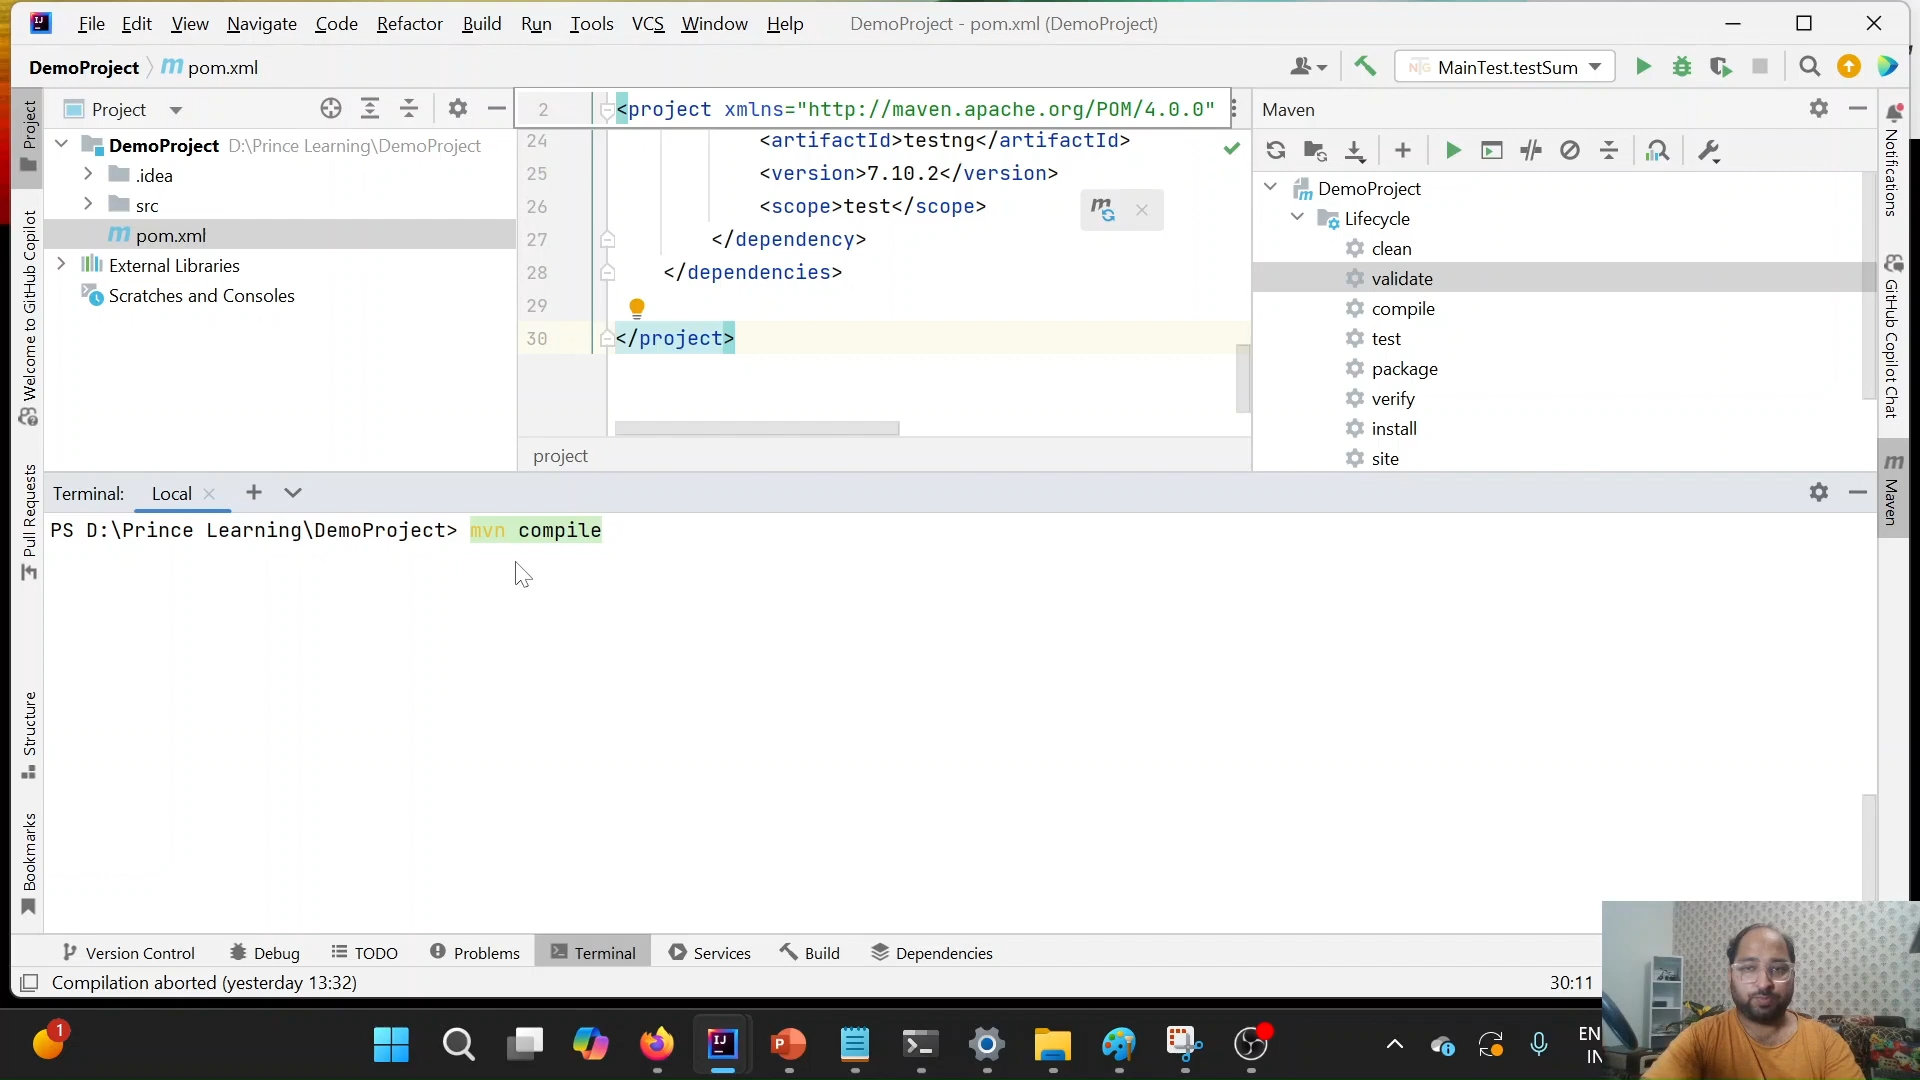 File Edit View Navigate Code Refactor Build Run Tools VCS Window Help DemoProject - pom.xml (DemoProject)
DemoProject pom.xml
MainTest.testSum
Project
DemoProject D:\Prince Learning\DemoProject
.idea
src
pom.xml
External Libraries
Scratches and Consoles
2 <project xmlns="http://maven.apache.org/POM/4.0.0"
24 <artifactId>testng</artifactId>
25 <version>7.10.2</version>
26 <scope>test</scope>
27 </dependency>
28 </dependencies>
29
30 </project>
project
Maven
DemoProject
Lifecycle
clean
validate
compile
test
package
verify
install
site
Project
Welcome to GitHub Copilot
Pull Requests
Structure
Bookmarks
Notifications
GitHub Copilot Chat
Maven
Terminal: Local
PS D:\Prince Learning\DemoProject> mvn compile
Version Control Debug TODO Problems Terminal Services Build Dependencies
Compilation aborted (yesterday 13:32) 30:11
1
EN
IN